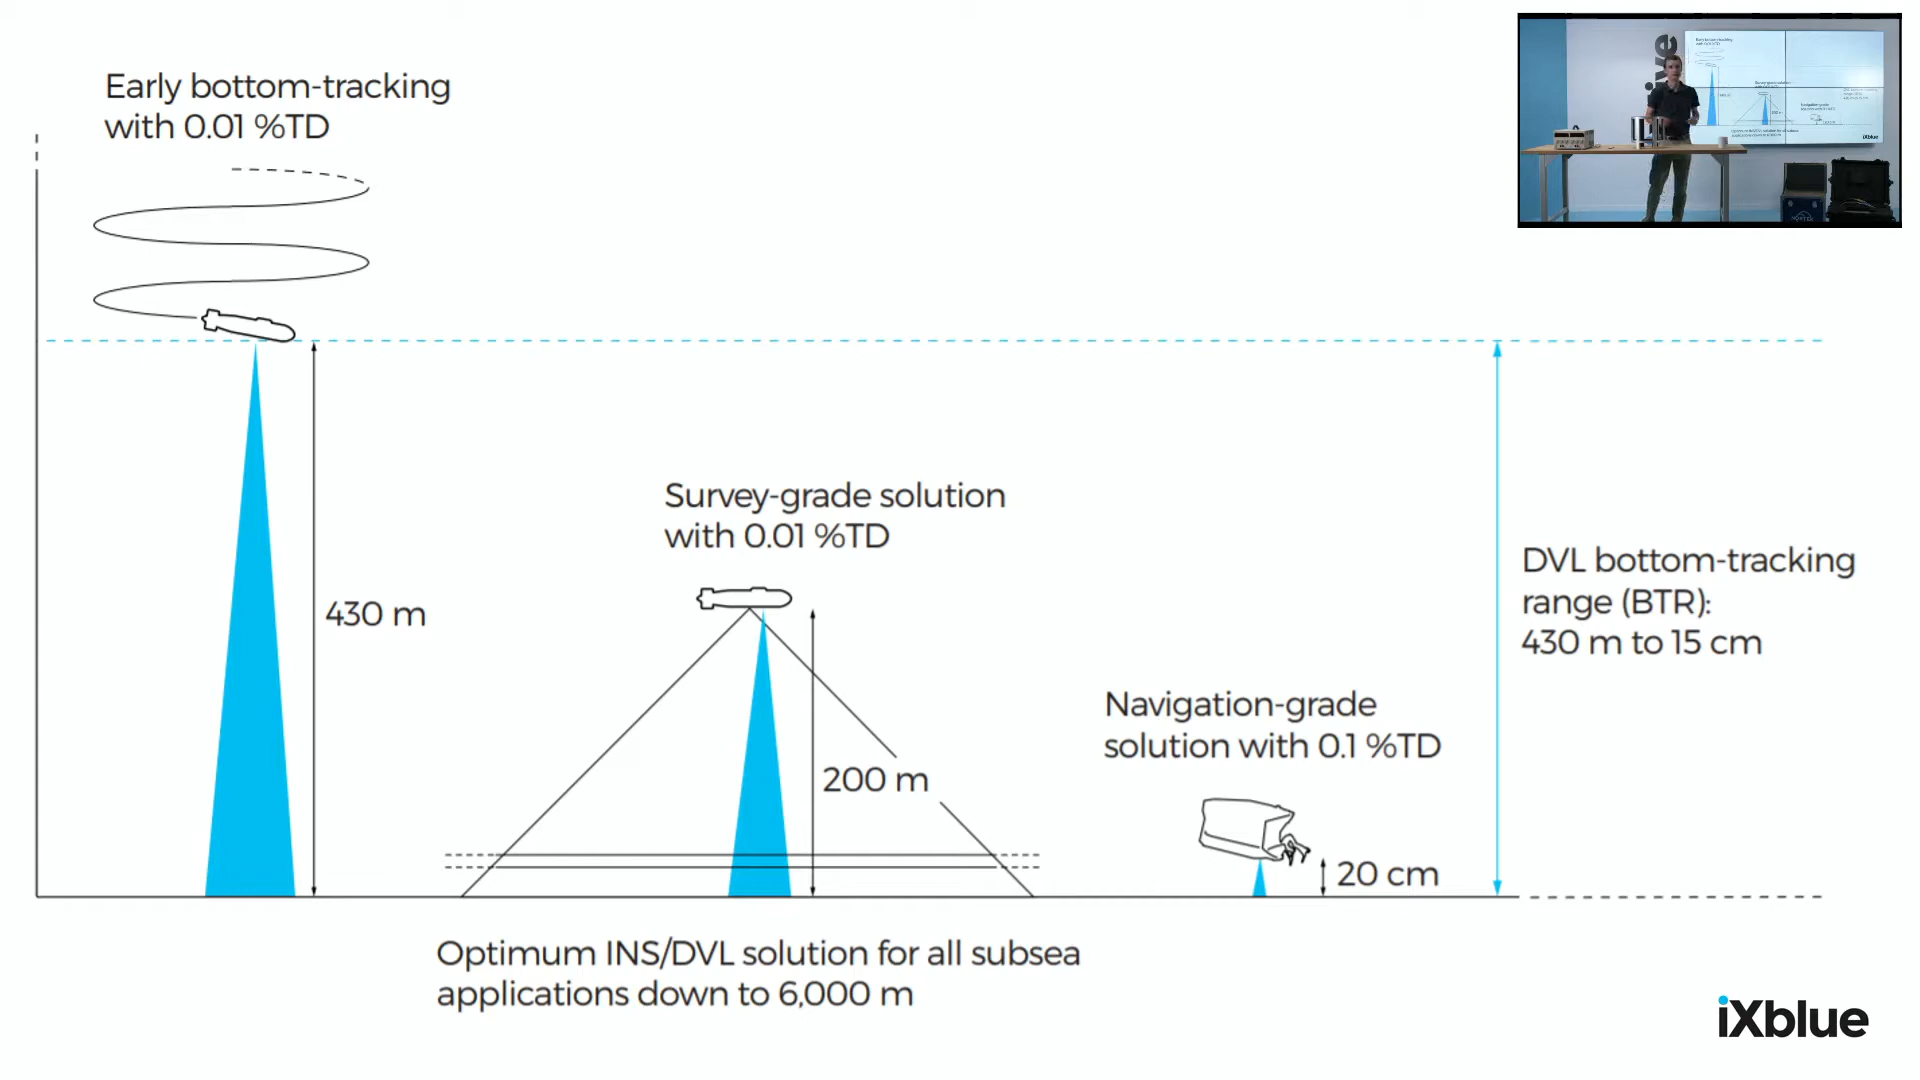 Early bottom-tracking
with 0.01 %TD
430 m
Survey-grade solution
with 0.01 %TD
200 m
Navigation-grade
solution with 0.1 %TD
20 cm
DVL bottom-tracking
range (BTR):
430 m to 15 cm
Optimum INS/DVL solution for all subsea
applications down to 6,000 m
iXblue